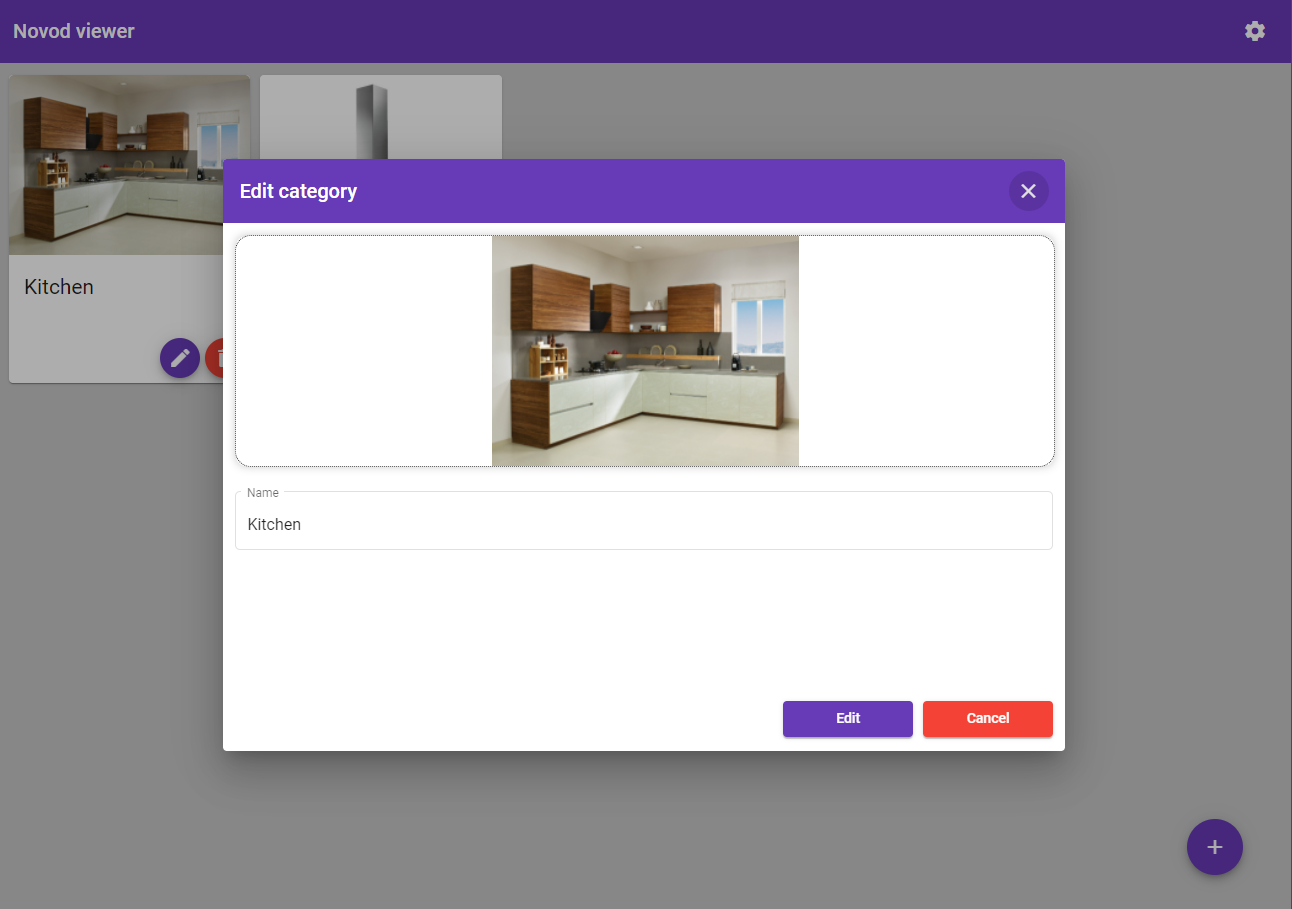 Novod viewer
Kitchen
Edit category
Name
Kitchen
Edit
Cancel